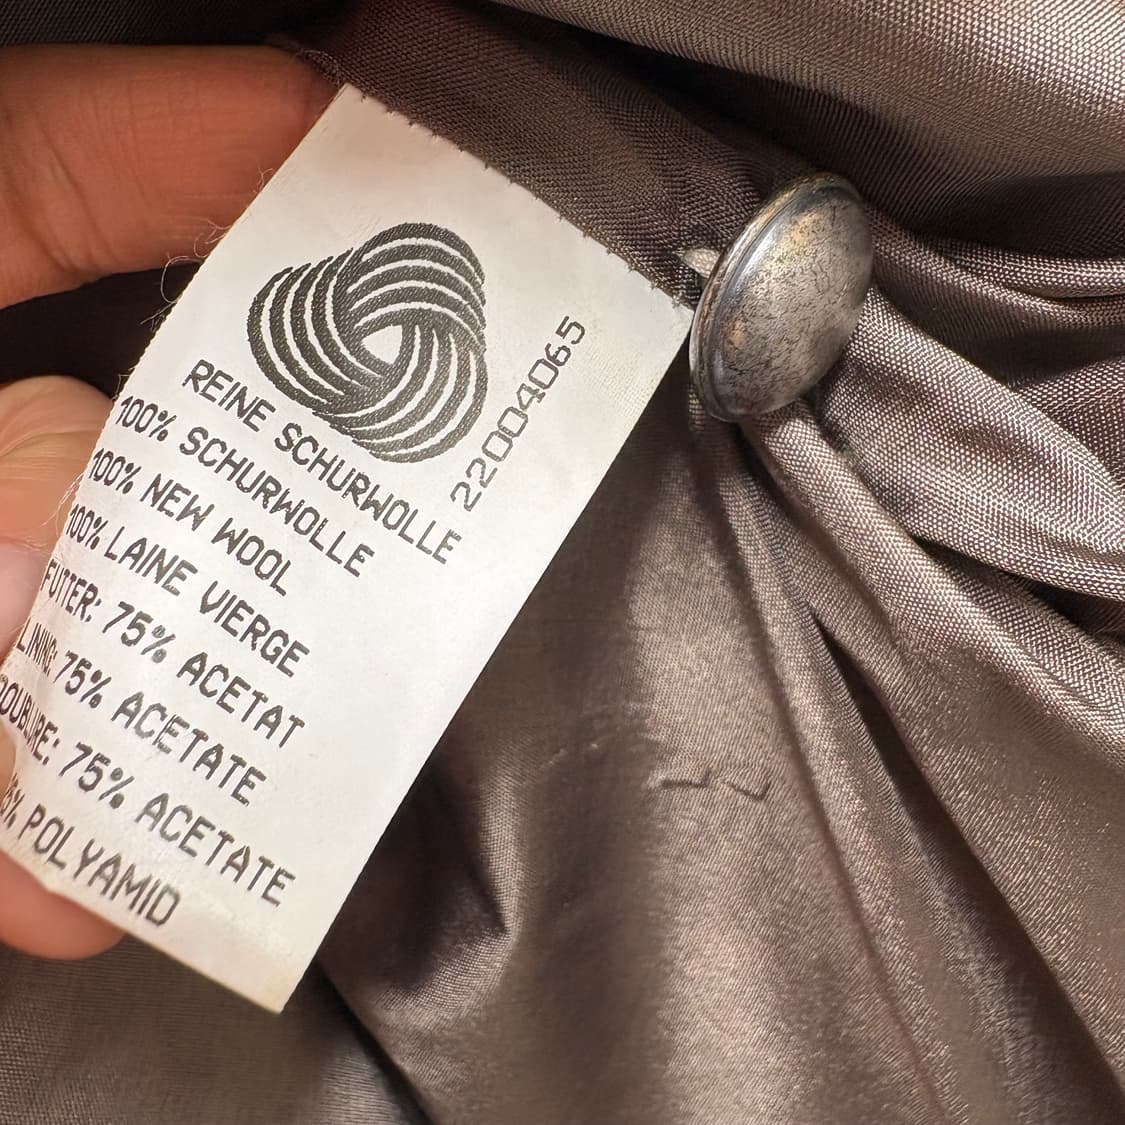 REINE SCHURWOLLE
22004065
100% SCHURWOLLE
100% NEW WOOL
100% LAINE VIERGE
FUTTER: 75% ACETAT
LINING: 75% ACETATE
DOUBLURE: 75% ACETATE
5% POLYAMID